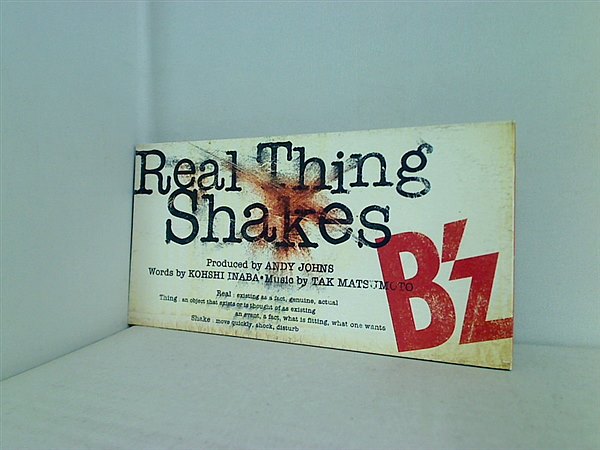 Real Thing
Shakes
B'z
Produced by ANDY JOHNS
Words by KOHSHI INABA•Music by TAK MATSUMOTO
Real : existing as a fact, genuine, actual
Thing : an object that exists or is thought of as existing
an event, a fact, what is fitting, what one wants
Shake : move quickly, shock, disturb